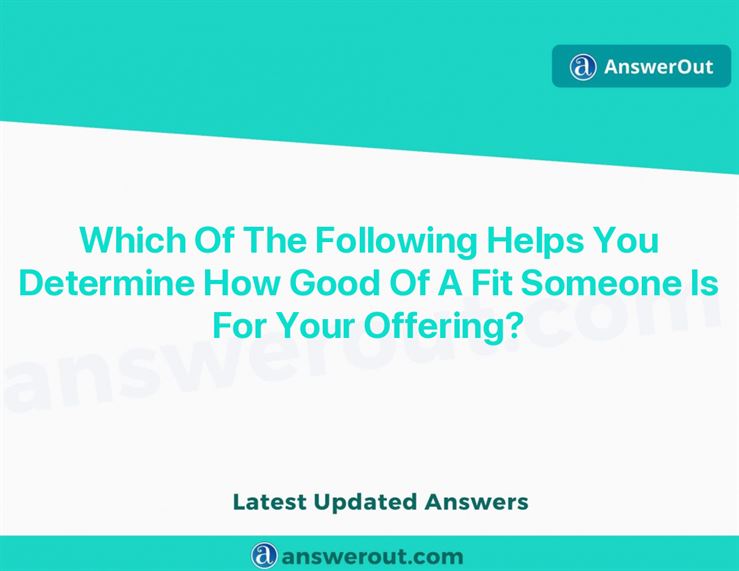 AnswerOut
Which Of The Following Helps You
Determine How Good Of A Fit Someone Is
For Your Offering?
answerout.com
Latest Updated Answers
answerout.com